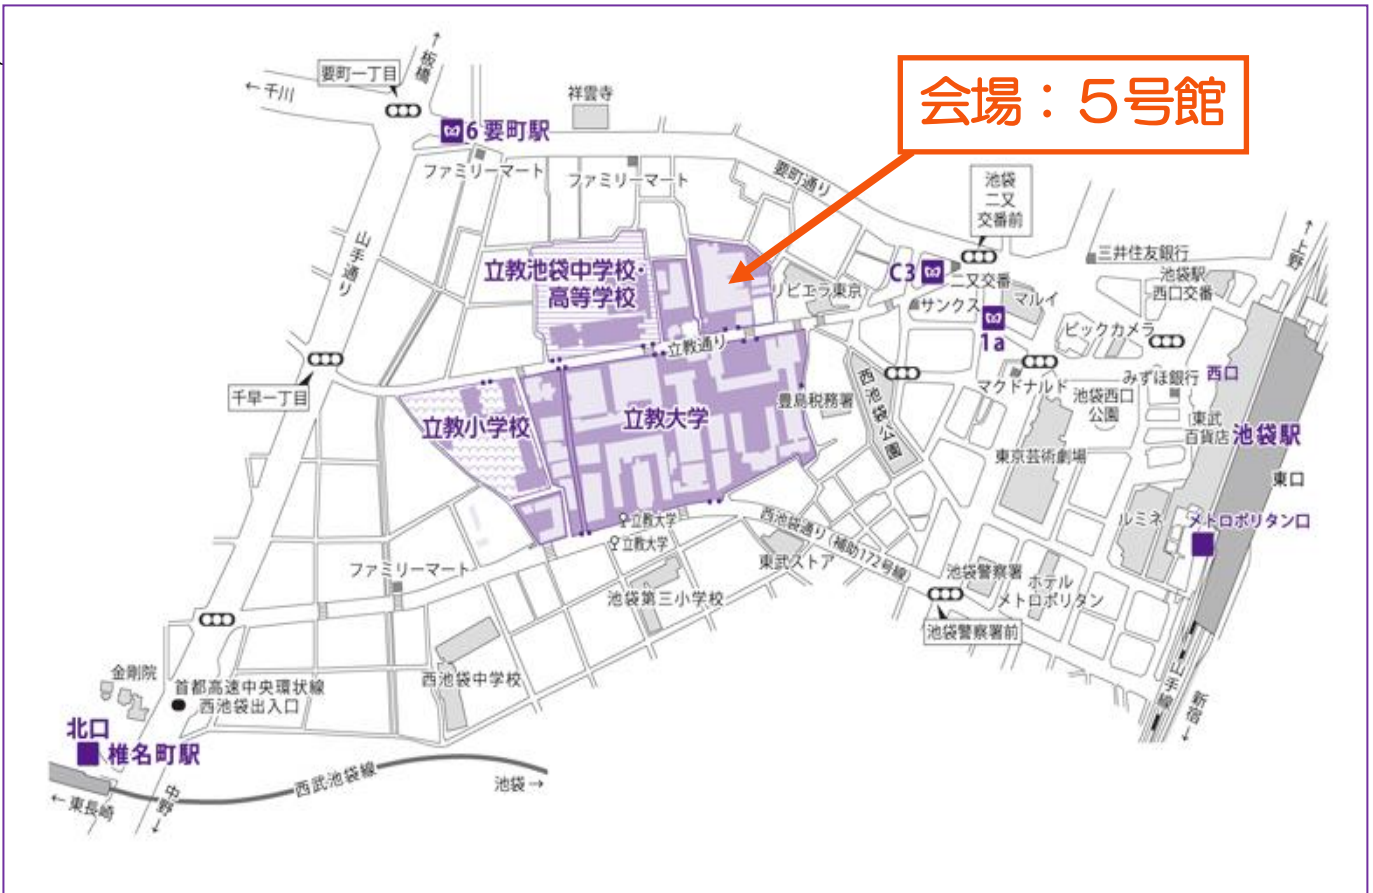 会場：５号館
←板橋
要町一丁目
←千川
祥雲寺
6 要町駅
ファミリーマート
ファミリーマート
要町通り
池袋
二又
交番前
←上野
三井住友銀行
池袋駅
西口交番
山手通り
立教池袋中学校・
高等学校
C3
二又交番
リビエラ東京
サンクス
マルイ
1a
ビックカメラ
立教通り
千早一丁目
マクドナルド
みずほ銀行
西口
豊島税務署
西池袋公園
池袋西口
公園
立教小学校
立教大学
東武
百貨店
池袋駅
東京芸術劇場
東口
立教大学
立教大学
西池袋通り（補助172号線）
ルミネ
メトロポリタン口
東武ストア
ファミリーマート
池袋第三小学校
池袋警察署
ホテル
メトロポリタン
池袋警察署前
金剛院
首都高速中央環状線
西池袋出入口
西池袋中学校
山手線
新宿→
北口
椎名町駅
西武池袋線
池袋→
←東長崎
中野→